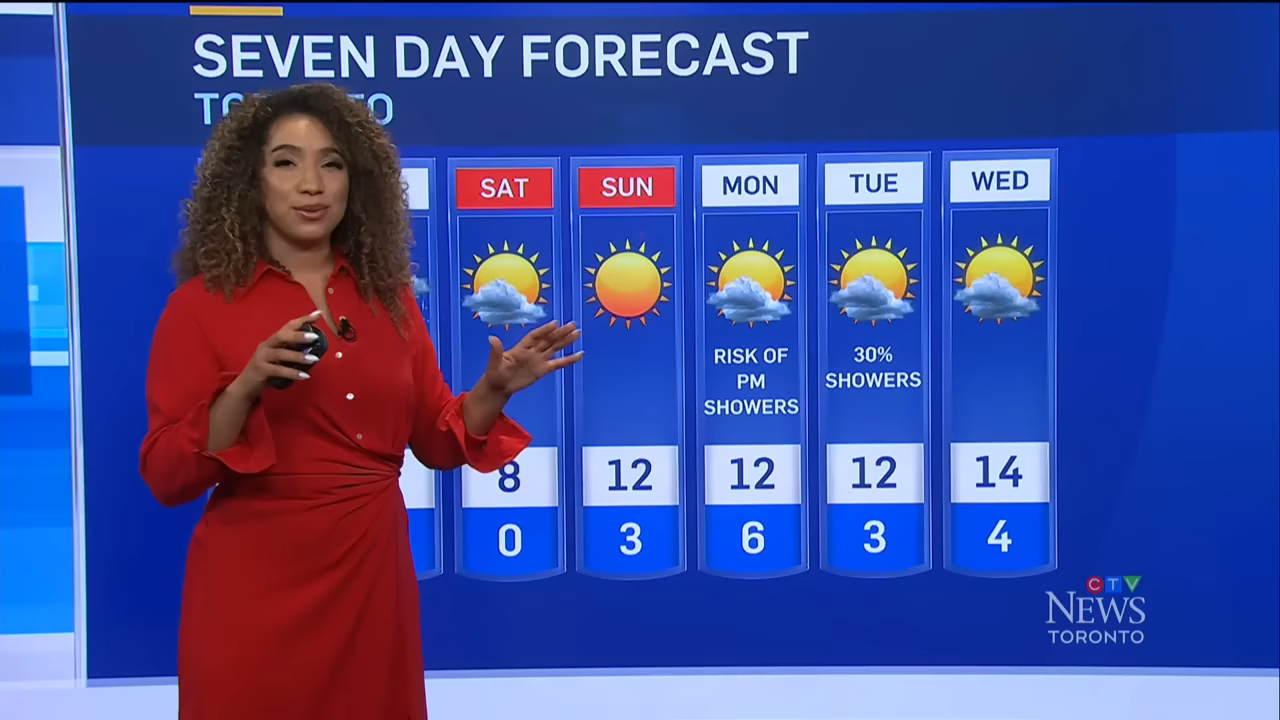 SEVEN DAY FORECAST
SAT
SUN
MON
TUE
WED
RISK OF
PM
SHOWERS
30%
SHOWERS
8
12
12
12
14
0
3
6
3
4
CTV
NEWS
TORONTO